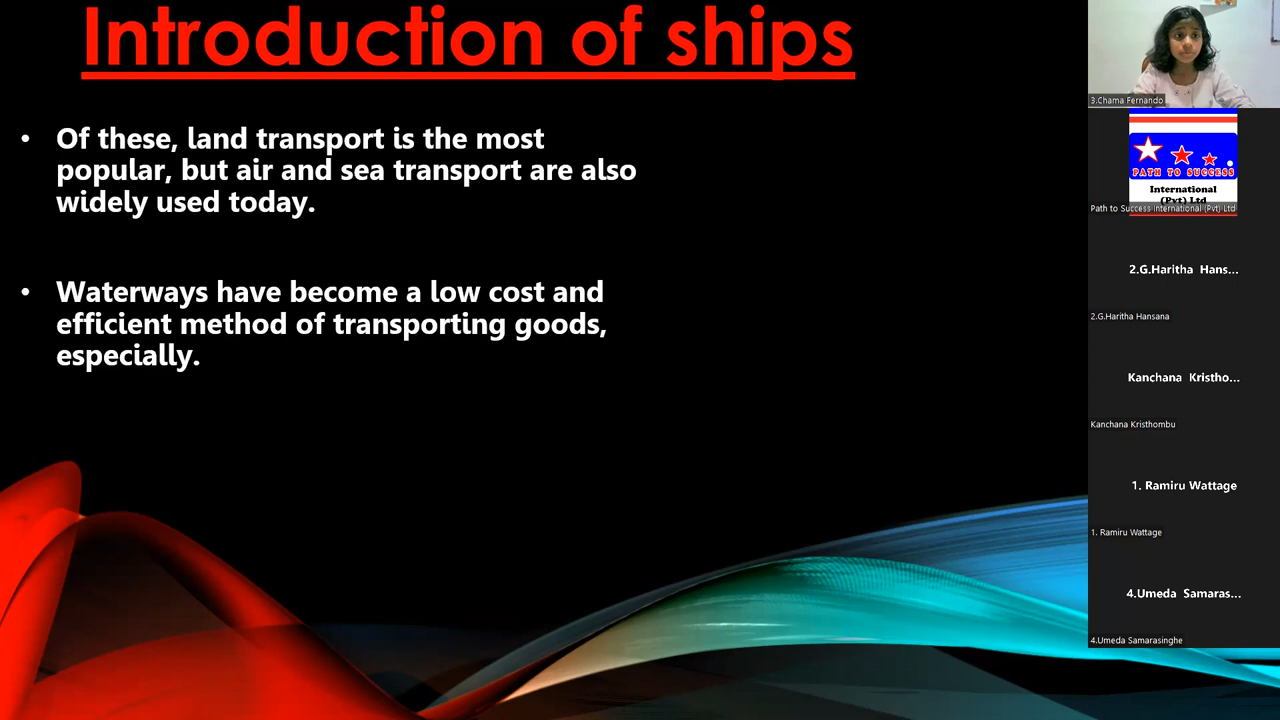 Introduction of ships
• Of these, land transport is the most
popular, but air and sea transport are also
widely used today.
• Waterways have become a low cost and
efficient method of transporting goods,
especially.
3.Chama Fernando
PATH TO SUCCESS
International
(Pvt) Ltd
Path to Success International (Pvt) Ltd
2.G.Haritha Hans...
2.G.Haritha Hansana
Kanchana Kristho...
Kanchana Kristhombu
1. Ramiru Wattage
1. Ramiru Wattage
4.Umeda Samaras...
4.Umeda Samarasinghe